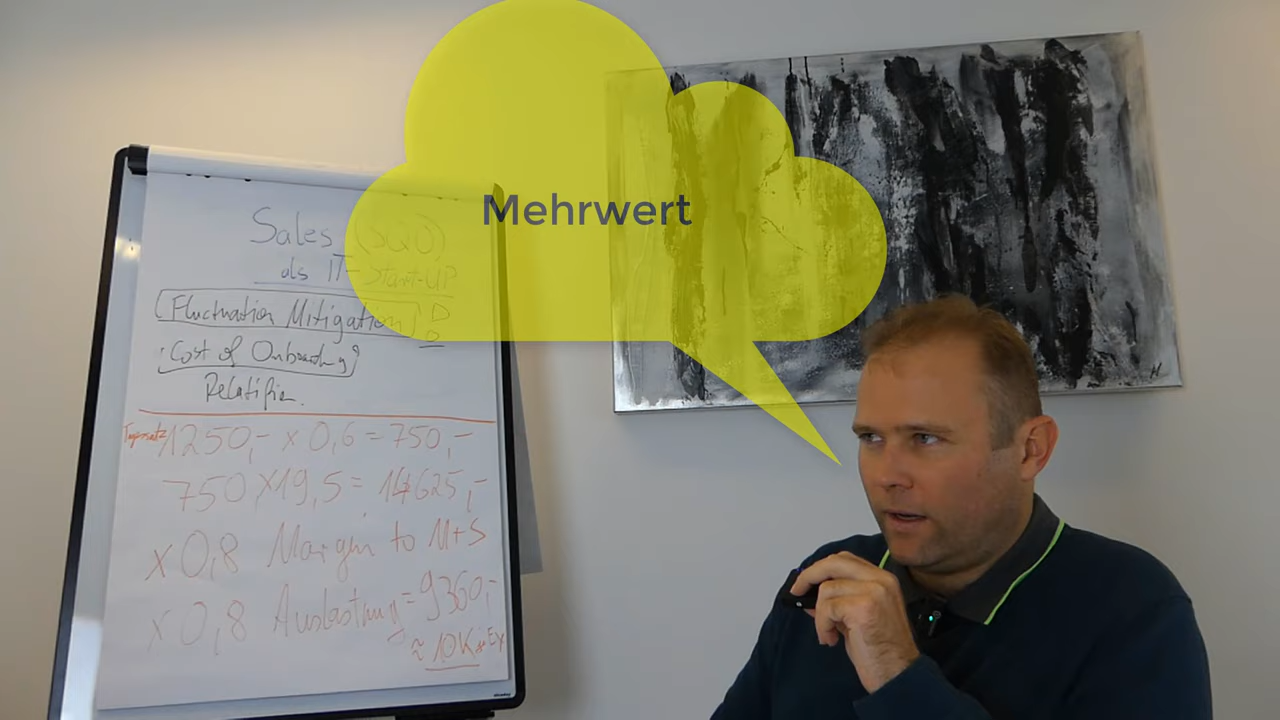 Mehrwert
Sales (SQO)
als IT-Start-UP
Fluctuation Mitigation
Cost of Onboarding
Tagessatz 1250,- x 0,6 = 750,-
750 x 19,5 = 14625,-
x 0,8 Margin to M+S
x 0,8 Auslastung = 9360,-
≈ 10K x